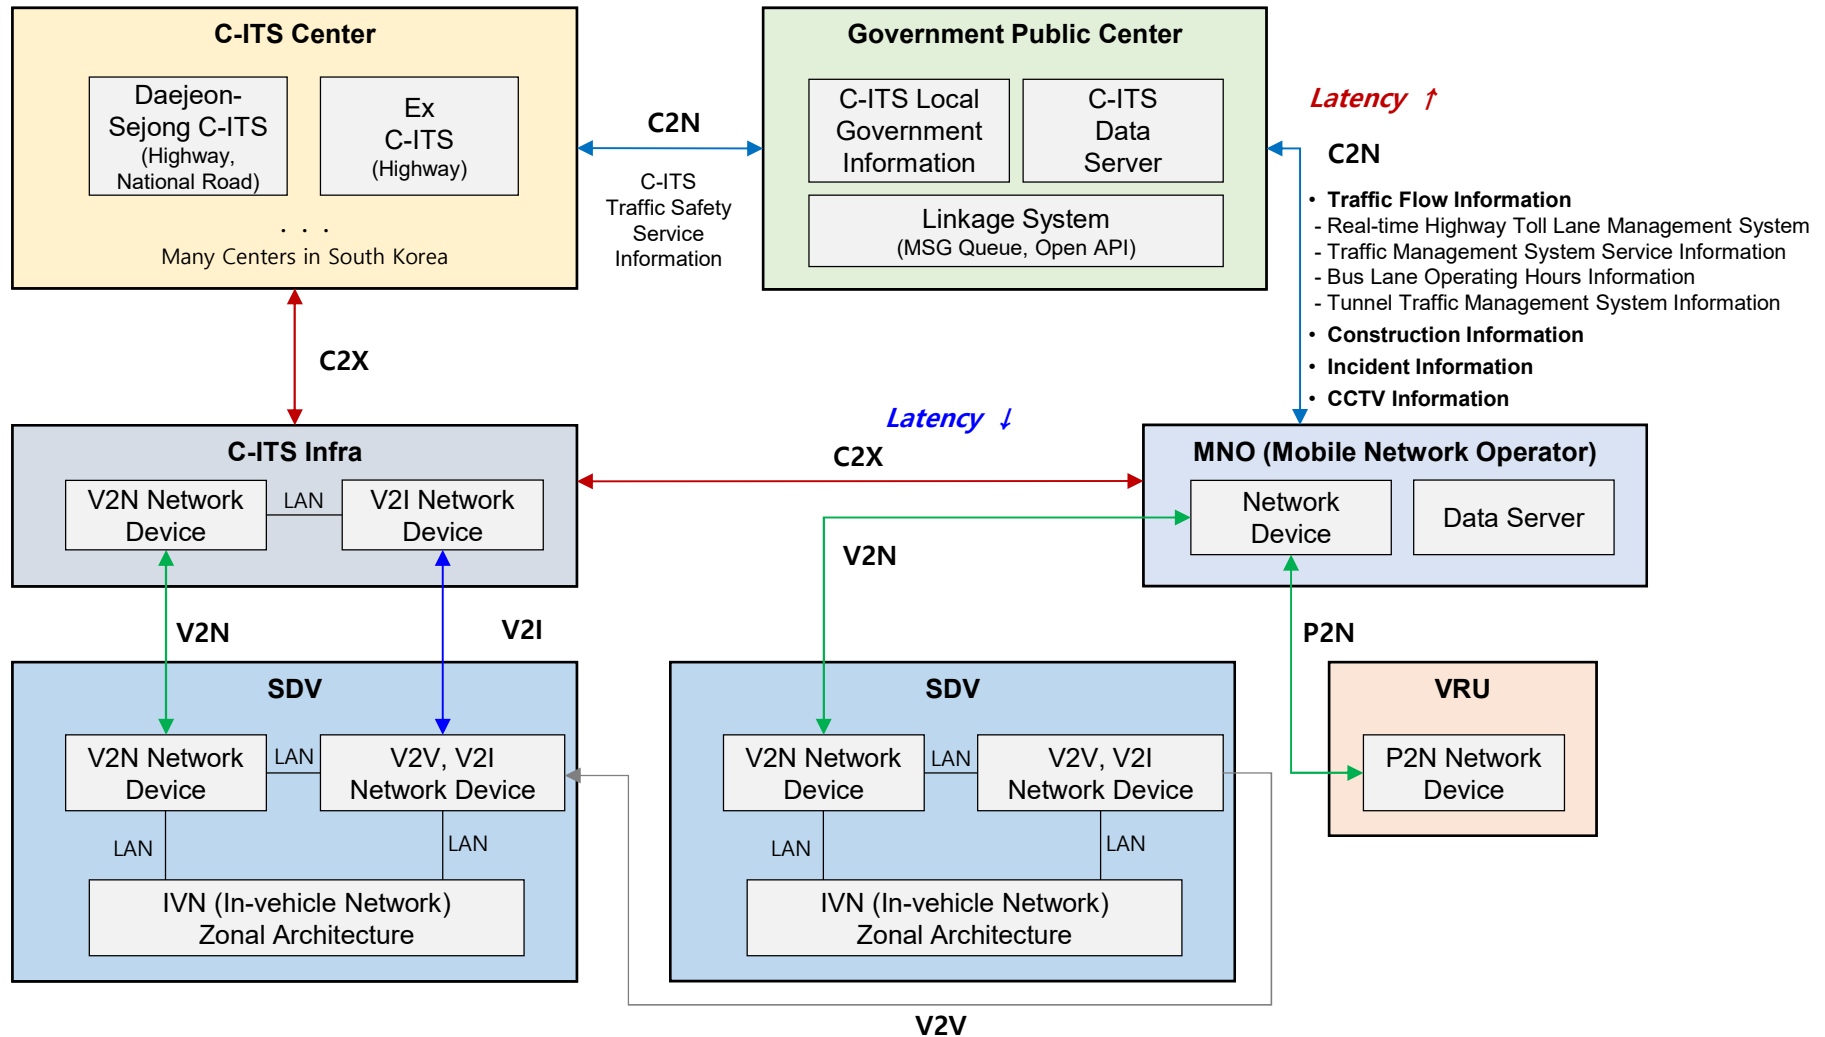 C-ITS Center
Daejeon-
Sejong C-ITS
(Highway,
National Road)
Ex
C-ITS
(Highway)
. . .
Many Centers in South Korea
C2N
C-ITS
Traffic Safety
Service
Information
Government Public Center
C-ITS Local
Government
Information
C-ITS
Data
Server
Linkage System
(MSG Queue, Open API)
Latency ↑
C2N
• Traffic Flow Information
- Real-time Highway Toll Lane Management System
- Traffic Management System Service Information
- Bus Lane Operating Hours Information
- Tunnel Traffic Management System Information
• Construction Information
• Incident Information
• CCTV Information
C2X
Latency ↓
C2X
C-ITS Infra
V2N Network
Device
LAN
V2I Network
Device
MNO (Mobile Network Operator)
Network
Device
Data Server
V2N
V2I
V2N
P2N
SDV
V2N Network
Device
LAN
V2V, V2I
Network Device
LAN
LAN
IVN (In-vehicle Network)
Zonal Architecture
SDV
V2N Network
Device
LAN
V2V, V2I
Network Device
LAN
LAN
IVN (In-vehicle Network)
Zonal Architecture
VRU
P2N Network
Device
V2V